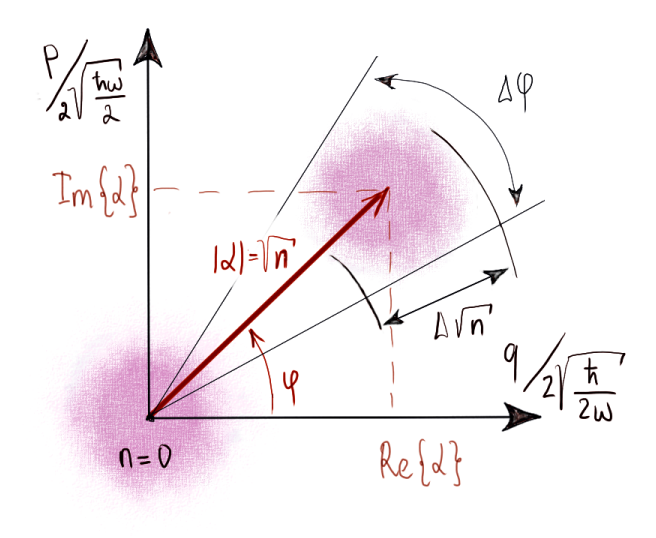 p/2√(ħω/2)
Δφ
Im{α}
|α|=√n
Δ√n
q/2√(ħ/2ω)
φ
n=0
Re{α}